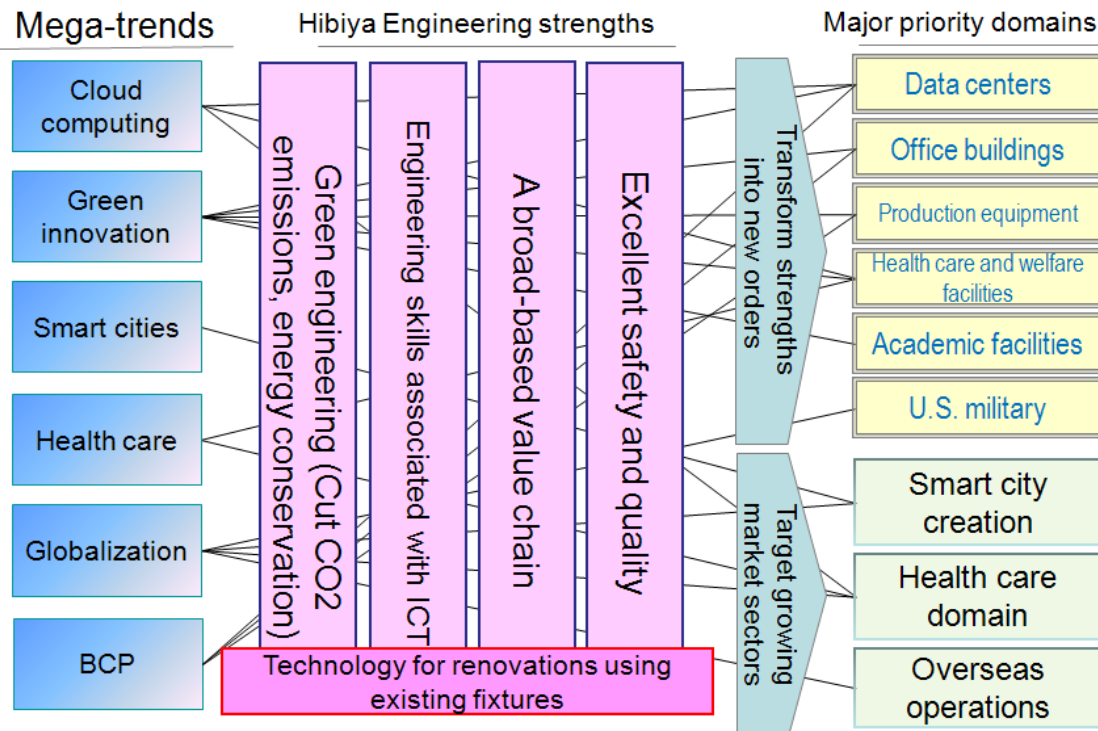 Mega-trends
Hibiya Engineering strengths
Major priority domains
Cloud
computing
Green
innovation
Smart cities
Health care
Globalization
BCP
Green engineering (Cut CO2
emissions, energy conservation)
Engineering skills associated with ICT
A broad-based value chain
Excellent safety and quality
Technology for renovations using
existing fixtures
Transform strengths
into new orders
Target growing
market sectors
Data centers
Office buildings
Production equipment
Health care and welfare
facilities
Academic facilities
U.S. military
Smart city
creation
Health care
domain
Overseas
operations